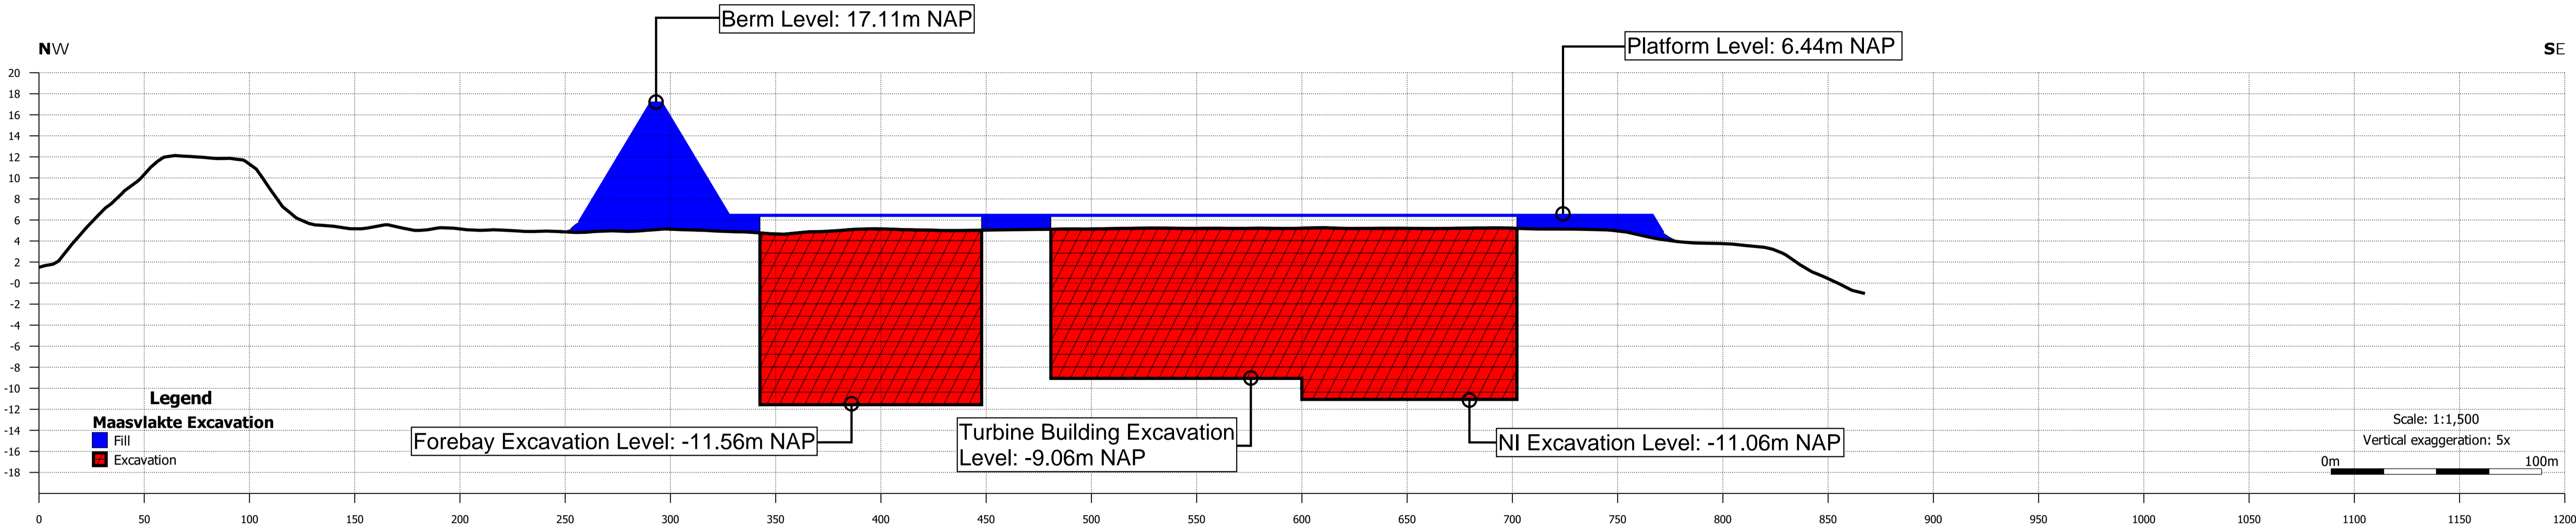 Berm Level: 17.11m NAP
Platform Level: 6.44m NAP
NW
SE
20
18
16
14
12
10
8
6
4
2
-0
-2
-4
-6
-8
-10
-12
-14
-16
-18
Legend
Maasvlakte Excavation
Fill
Excavation
Forebay Excavation Level: -11.56m NAP
Turbine Building Excavation
Level: -9.06m NAP
NI Excavation Level: -11.06m NAP
Scale: 1:1,500
Vertical exaggeration: 5x
0m 100m
0 50 100 150 200 250 300 350 400 450 500 550 600 650 700 750 800 850 900 950 1000 1050 1100 1150 1200